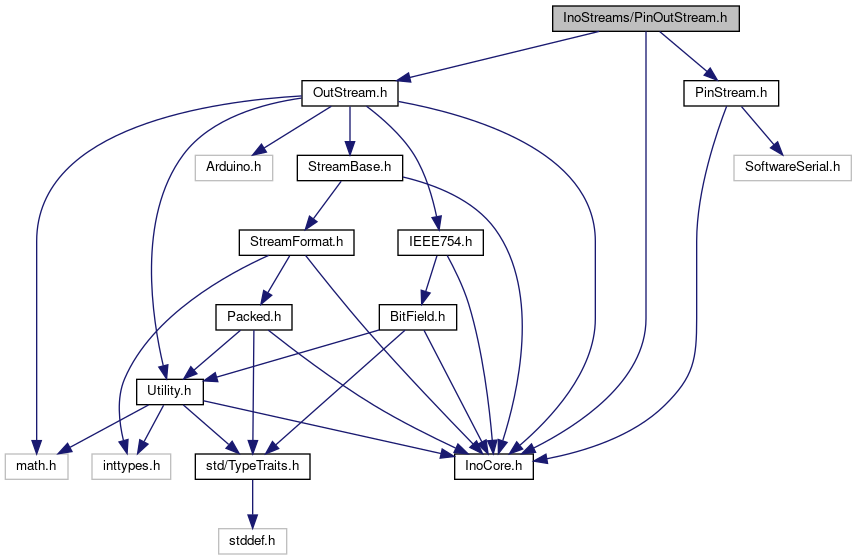 InoStreams/PinOutStream.h
OutStream.h
PinStream.h
Arduino.h
StreamBase.h
SoftwareSerial.h
StreamFormat.h
IEEE754.h
Packed.h
BitField.h
Utility.h
math.h
inttypes.h
std/TypeTraits.h
InoCore.h
stddef.h